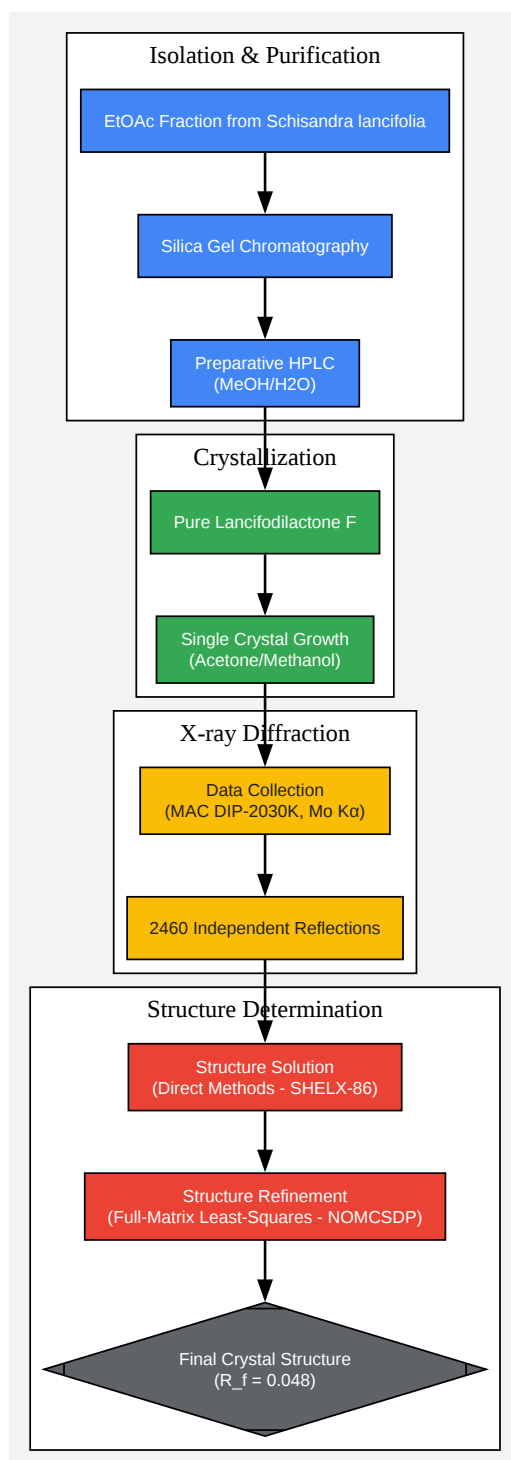 Isolation & Purification
EtOAc Fraction from Schisandra lancifolia
Silica Gel Chromatography
Preparative HPLC
(MeOH/H2O)
Crystallization
Pure Lancifodilactone F
Single Crystal Growth
(Acetone/Methanol)
X-ray Diffraction
Data Collection
(MAC DIP-2030K, Mo Kα)
2460 Independent Reflections
Structure Determination
Structure Solution
(Direct Methods - SHELX-86)
Structure Refinement
(Full-Matrix Least-Squares - NOMCSDP)
Final Crystal Structure
(R_f = 0.048)